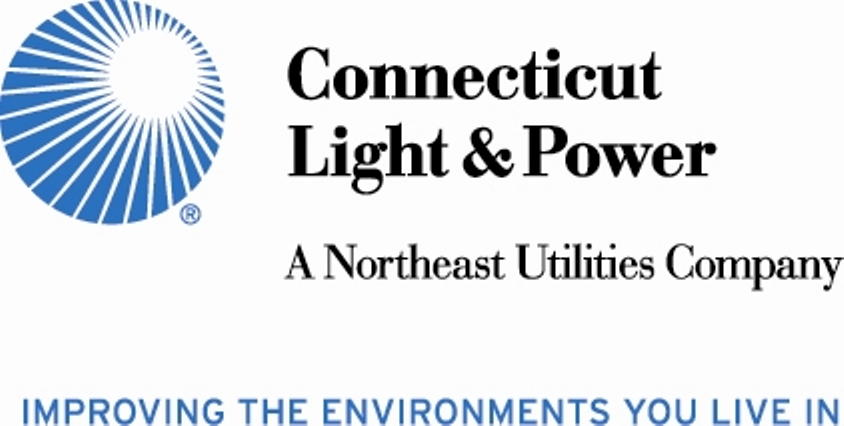 ®
Connecticut
Light & Power
A Northeast Utilities Company
IMPROVING THE ENVIRONMENTS YOU LIVE IN